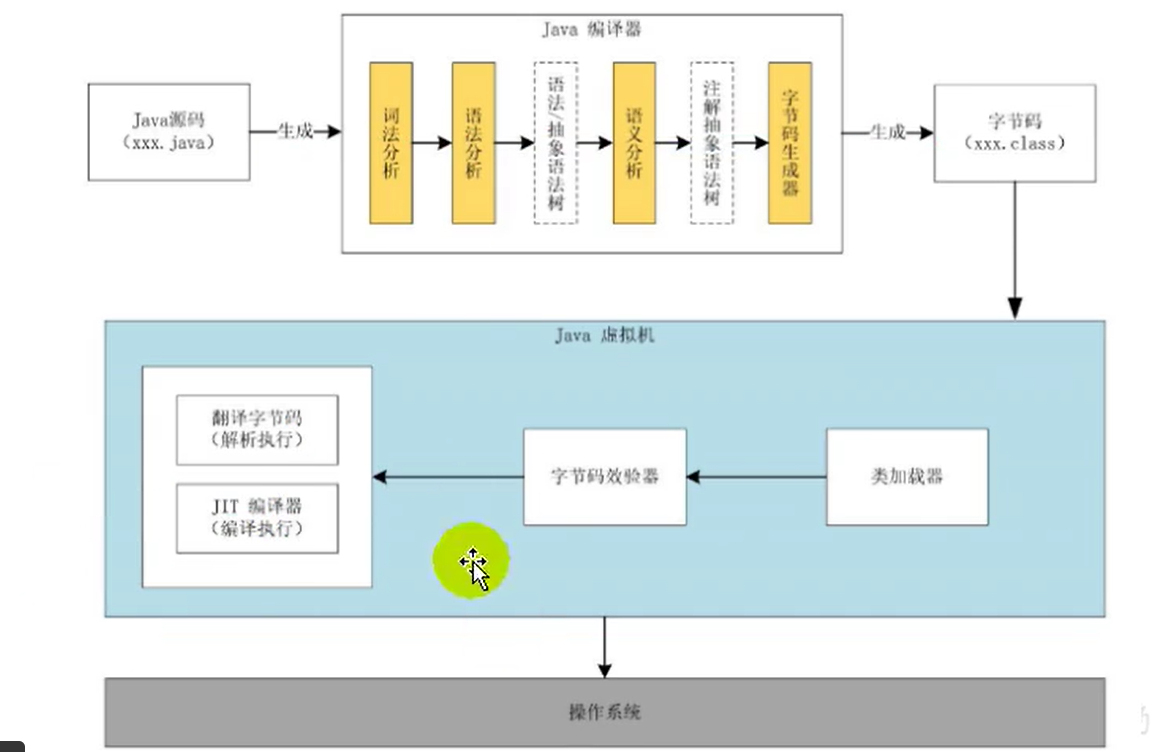 Java 编译器
Java源码
（xxx.java）
生成
词法分析
语法分析
语法/抽象语法树
语义分析
注解抽象语法树
字节码生成器
生成
字节码
（xxx.class）
Java 虚拟机
翻译字节码
（解析执行）
JIT 编译器
（编译执行）
字节码效验器
类加载器
操作系统